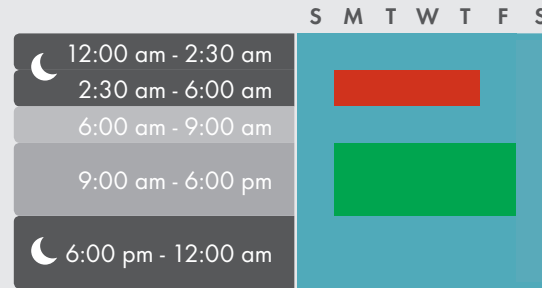 S M T W T F S
12:00 am - 2:30 am
2:30 am - 6:00 am
6:00 am - 9:00 am
9:00 am - 6:00 pm
6:00 pm - 12:00 am